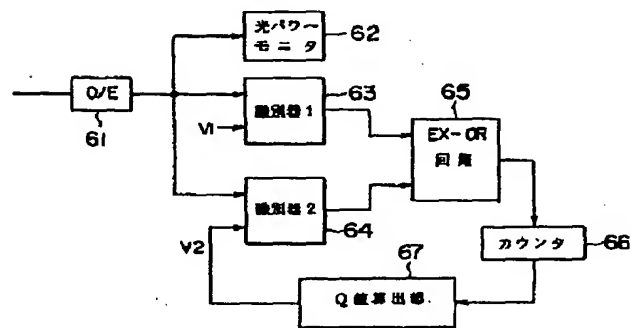 光パワー
モニタ
62
O/E
61
63
識別器1
V1
65
EX-OR
回路
識別器2
64
V2
カウンタ
66
67
Q値算出部